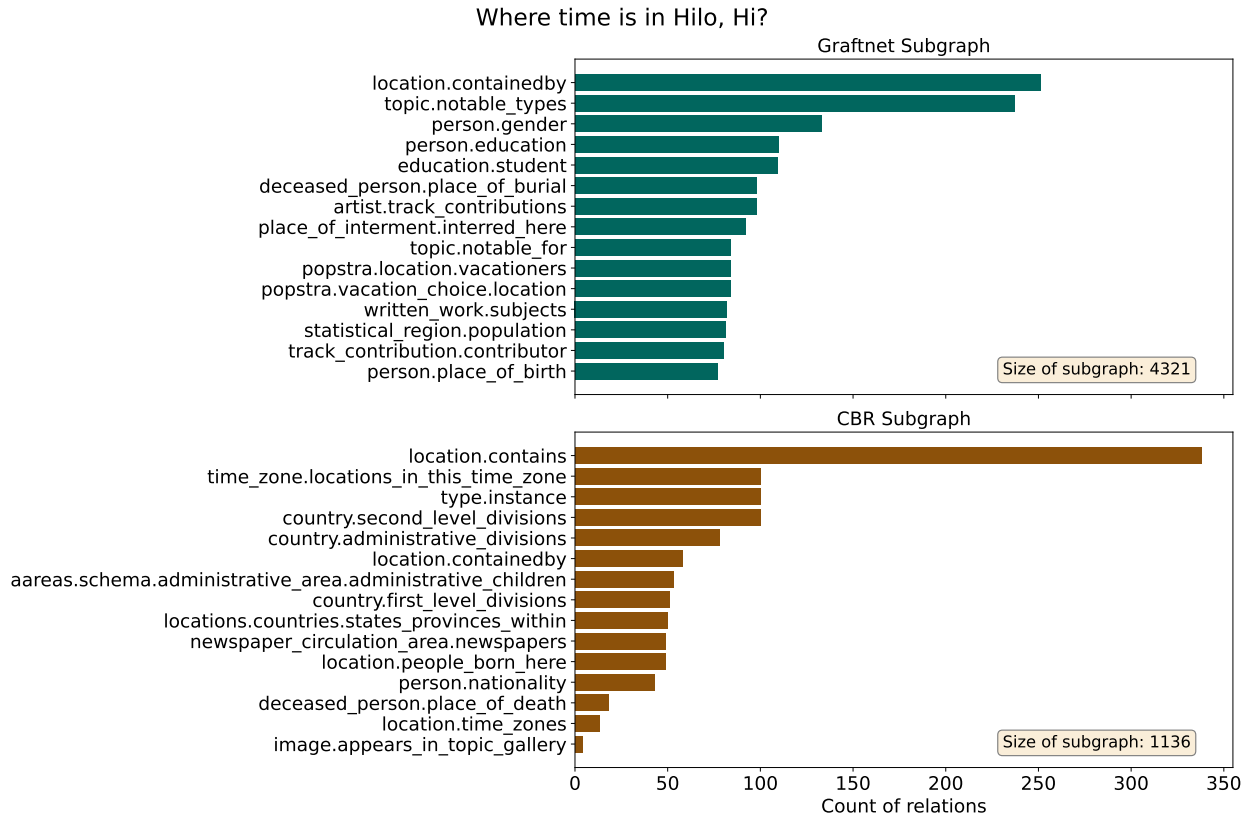 Where time is in Hilo, Hi?
Graftnet Subgraph
location.containedby
topic.notable_types
person.gender
person.education
education.student
deceased_person.place_of_burial
artist.track_contributions
place_of_interment.interred_here
topic.notable_for
popstra.location.vacationers
popstra.vacation_choice.location
written_work.subjects
statistical_region.population
track_contribution.contributor
person.place_of_birth
Size of subgraph: 4321
CBR Subgraph
location.contains
time_zone.locations_in_this_time_zone
type.instance
country.second_level_divisions
country.administrative_divisions
location.containedby
aareas.schema.administrative_area.administrative_children
country.first_level_divisions
locations.countries.states_provinces_within
newspaper_circulation_area.newspapers
location.people_born_here
person.nationality
deceased_person.place_of_death
location.time_zones
image.appears_in_topic_gallery
Size of subgraph: 1136
0 50 100 150 200 250 300 350
Count of relations